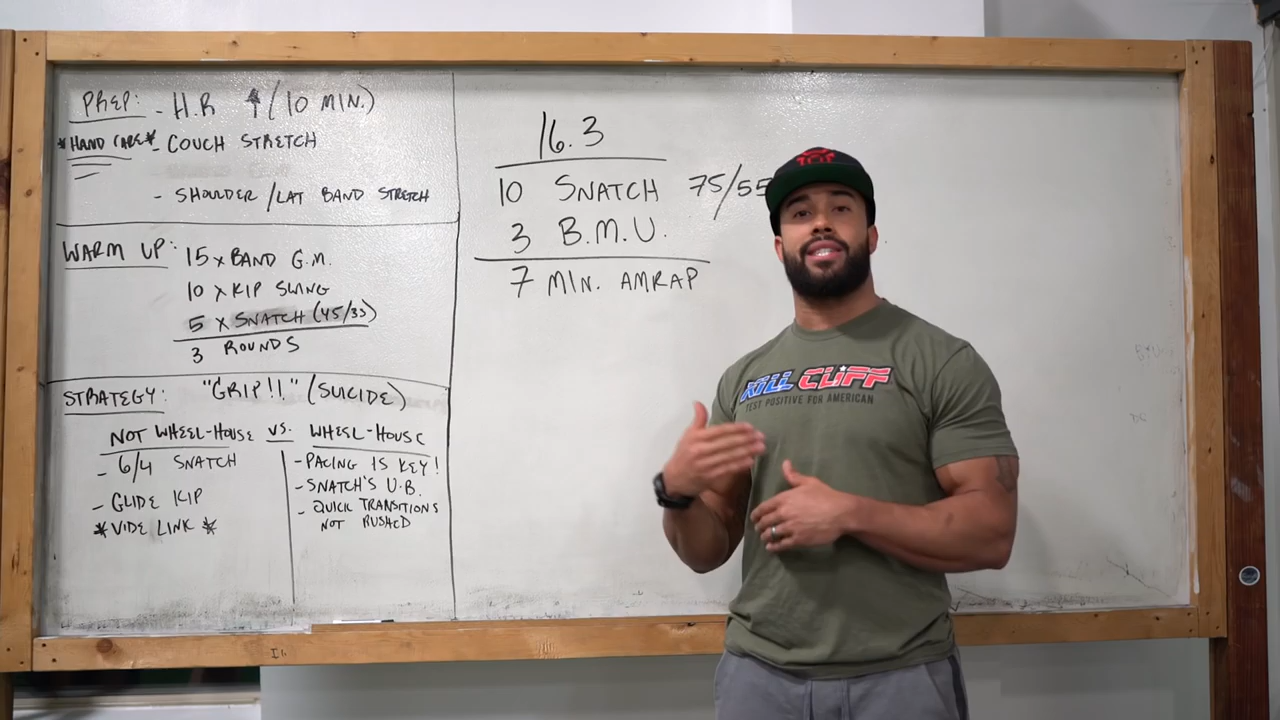 PREP: - H.R ↑ (10 MIN.)
*HAND CARE* - COUCH STRETCH
- SHOULDER / LAT BAND STRETCH
WARM UP: 15 x BAND G.M.
10 x KIP SWING
5 x SNATCH (45/35)
3 ROUNDS
STRATEGY: "GRIP!!" (SUICIDE)
NOT WHEEL-HOUSE VS. WHEEL-HOUSE
- 6/4 SNATCH
- GLIDE KIP
*VIDE LINK *
- PACING IS KEY!
- SNATCH'S U.B.
- QUICK TRANSITIONS
NOT RUSHED
16.3
10 SNATCH 75/55
3 B.M.U.
7 MIN. AMRAP
KILL CLIFF
TEST POSITIVE FOR AMERICAN